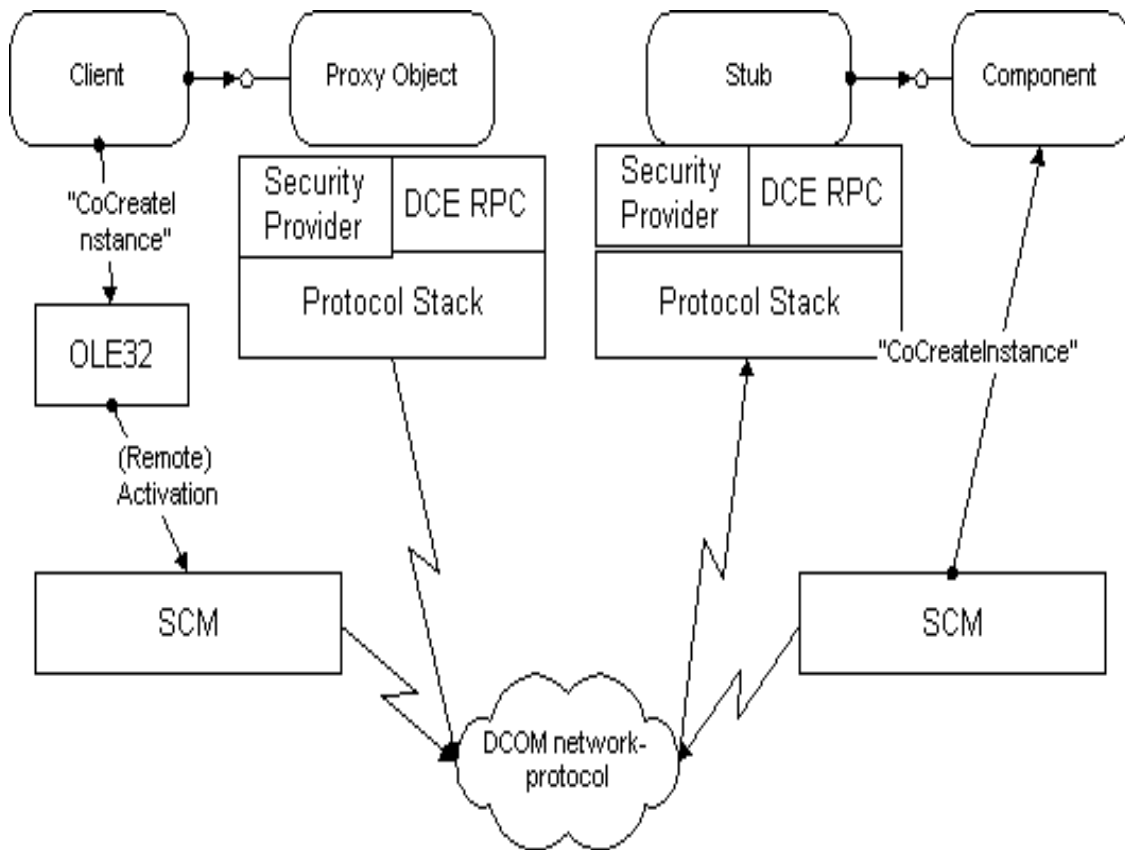 Client
Proxy Object
Stub
Component
"CoCreateI
nstance"
Security
Provider
DCE RPC
Protocol Stack
Security
Provider
DCE RPC
Protocol Stack
OLE32
"CoCreateInstance"
(Remote)
Activation
SCM
SCM
DCOM network-
protocol